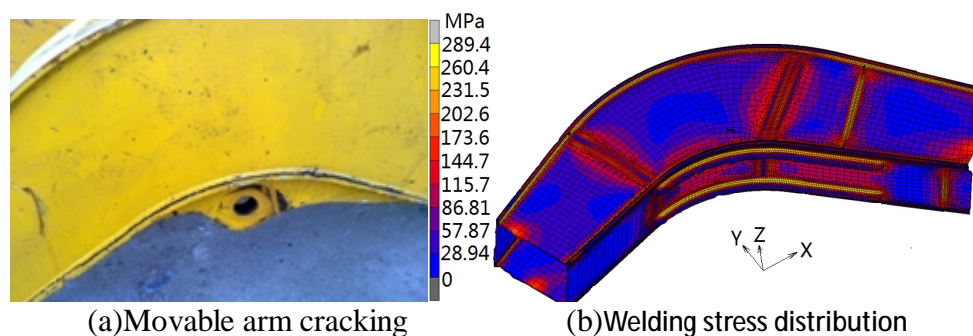 MPa
289.4
260.4
231.5
202.6
173.6
144.7
115.7
86.81
57.87
28.94
0
Y Z X
(a)Movable arm cracking
(b)Welding stress distribution